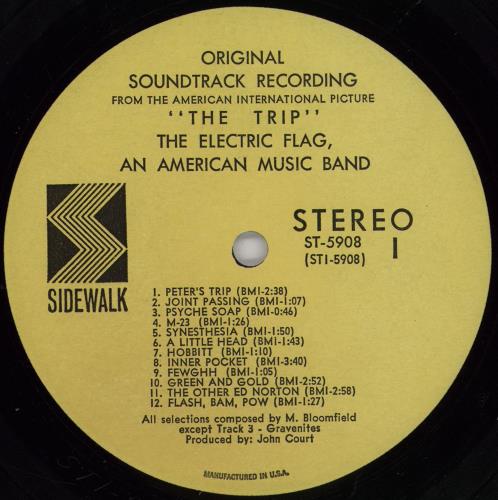 ORIGINAL
SOUNDTRACK RECORDING
FROM THE AMERICAN INTERNATIONAL PICTURE
"THE TRIP"
THE ELECTRIC FLAG,
AN AMERICAN MUSIC BAND
SIDEWALK
STEREO
ST-5908
(ST1-5908)
1
1. PETER'S TRIP (BMI-2:38)
2. JOINT PASSING (BMI-1:07)
3. PSYCHE SOAP (BMI-0:46)
4. M-23 (BMI-1:26)
5. SYNESTHESIA (BMI-1:50)
6. A LITTLE HEAD (BMI-1:43)
7. HOBBITT (BMI-1:10)
8. INNER POCKET (BMI-3:40)
9. FEWGHH (BMI-1:05)
10. GREEN AND GOLD (BMI-2:52)
11. THE OTHER ED NORTON (BMI-2:58)
12. FLASH, BAM, POW (BMI-1:27)
All selections composed by M. Bloomfield
except Track 3 - Gravenites
Produced by: John Court
MANUFACTURED IN U.S.A.